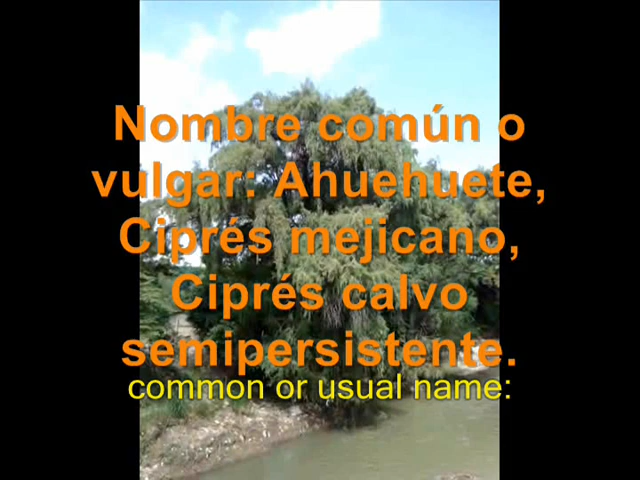 Nombre común o
vulgar: Ahuehuete,
Ciprés mejicano,
Ciprés calvo
semipersistente.
common or usual name: